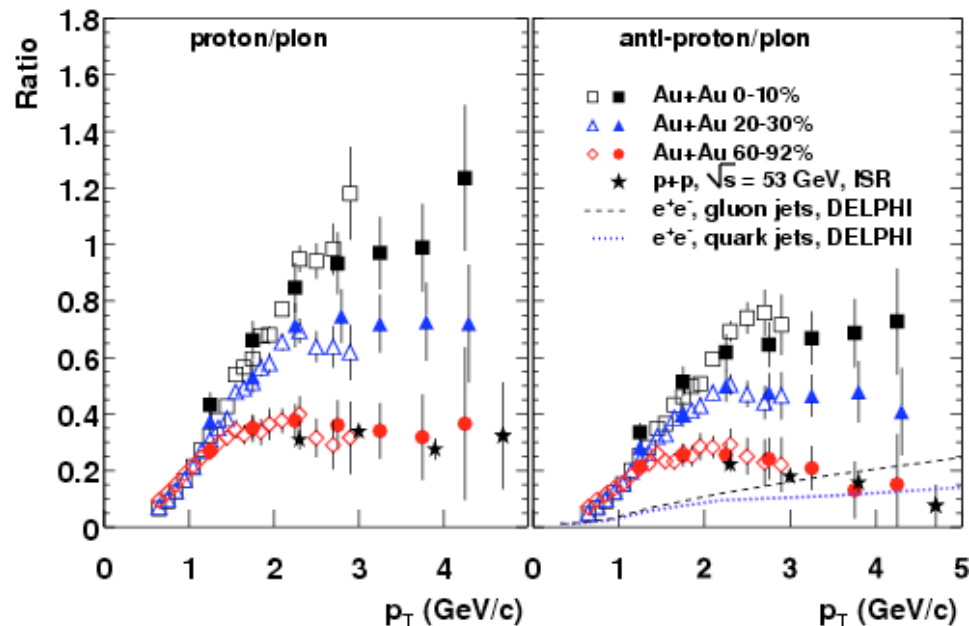 Ratio
1.8
1.6
1.4
1.2
1
0.8
0.6
0.4
0.2
0
proton/pion
anti-proton/pion
Au+Au 0-10%
Au+Au 20-30%
Au+Au 60-92%
p+p, √s = 53 GeV, ISR
e⁺e⁻, gluon jets, DELPHI
e⁺e⁻, quark jets, DELPHI
0 1 2 3 4 0 1 2 3 4 5
p_T (GeV/c) p_T (GeV/c)